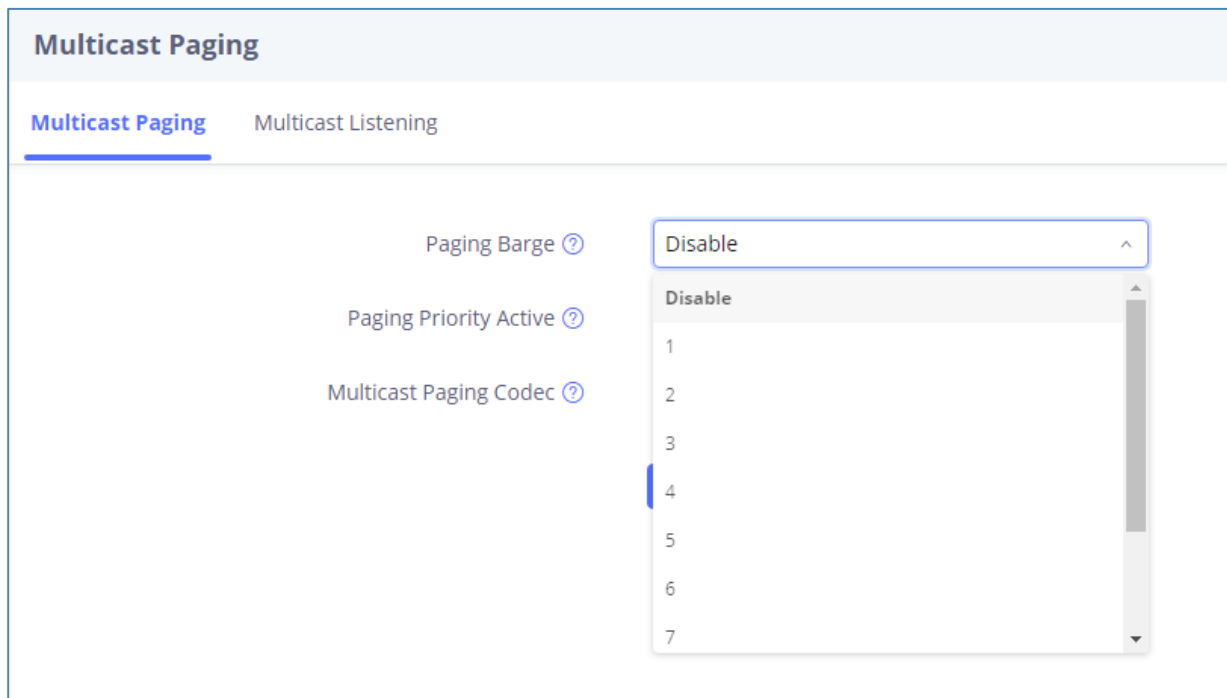 Multicast Paging
Multicast Paging Multicast Listening
Paging Barge ? Disable
Disable
Paging Priority Active ?
1
2
Multicast Paging Codec ?
3
4
5
6
7